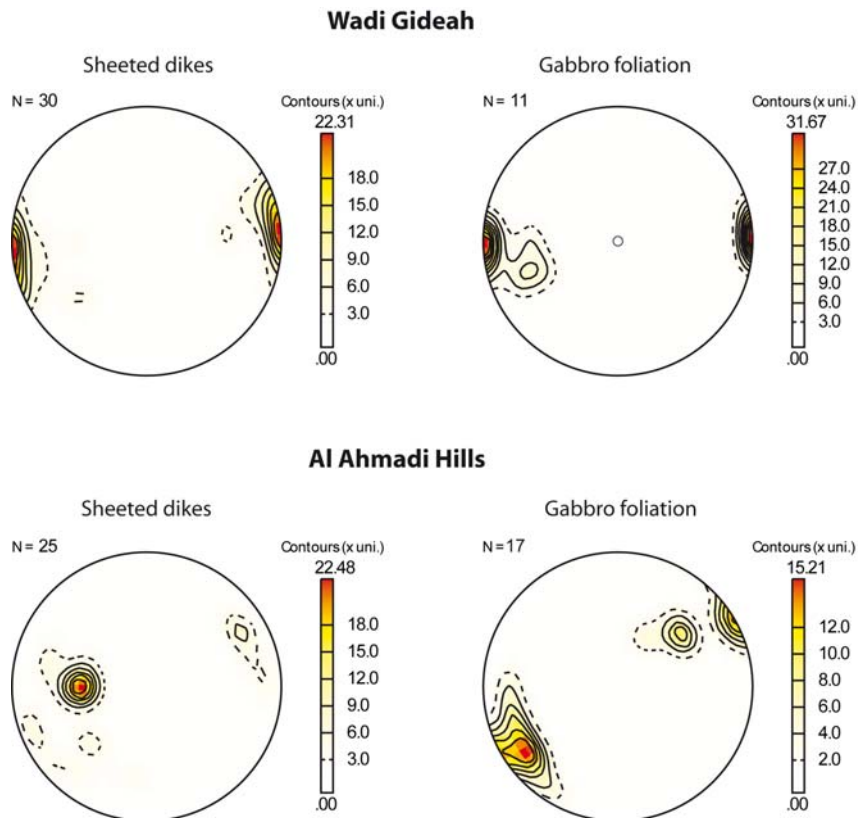 Wadi Gideah
Sheeted dikes
N = 30
Contours (x uni.)
22.31
18.0
15.0
12.0
9.0
6.0
3.0
.00
Gabbro foliation
N = 11
Contours (x uni.)
31.67
27.0
24.0
21.0
18.0
15.0
12.0
9.0
6.0
3.0
.00
Al Ahmadi Hills
Sheeted dikes
N = 25
Contours (x uni.)
22.48
18.0
15.0
12.0
9.0
6.0
3.0
.00
Gabbro foliation
N = 17
Contours (x uni.)
15.21
12.0
10.0
8.0
6.0
4.0
2.0
.00